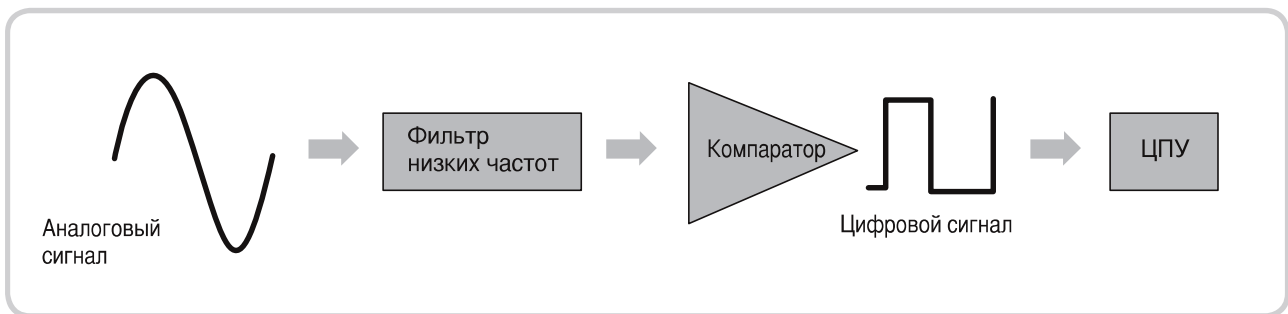 Аналоговый
сигнал
Фильтр
низких частот
Компаратор
Цифровой сигнал
ЦПУ